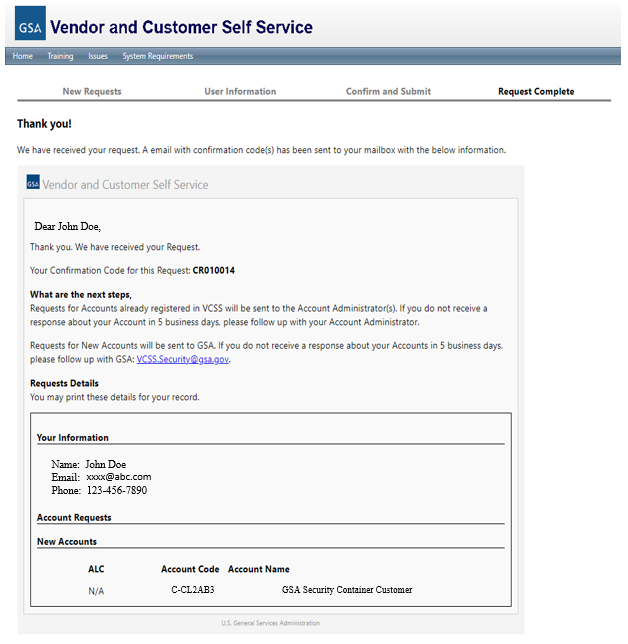 GSA Vendor and Customer Self Service
Home Training Issues System Requirements
New Requests User Information Confirm and Submit Request Complete
Thank you!
We have received your request. A email with confirmation code(s) has been sent to your mailbox with the below information.
GSA Vendor and Customer Self Service
Dear John Doe,
Thank you. We have received your Request.
Your Confirmation Code for this Request: CR010014
What are the next steps,
Requests for Accounts already registered in VCSS will be sent to the Account Administrator(s). If you do not receive a
response about your Account in 5 business days, please follow up with your Account Administrator.
Requests for New Accounts will be sent to GSA. If you do not receive a response about your Accounts in 5 business days,
please follow up with GSA: VCSS.Security@gsa.gov.
Requests Details
You may print these details for your record.
Your Information
Name: John Doe
Email: xxxx@abc.com
Phone: 123-456-7890
Account Requests
New Accounts
ALC Account Code Account Name
N/A C-CL2AB3 GSA Security Container Customer
U.S. General Services Administration